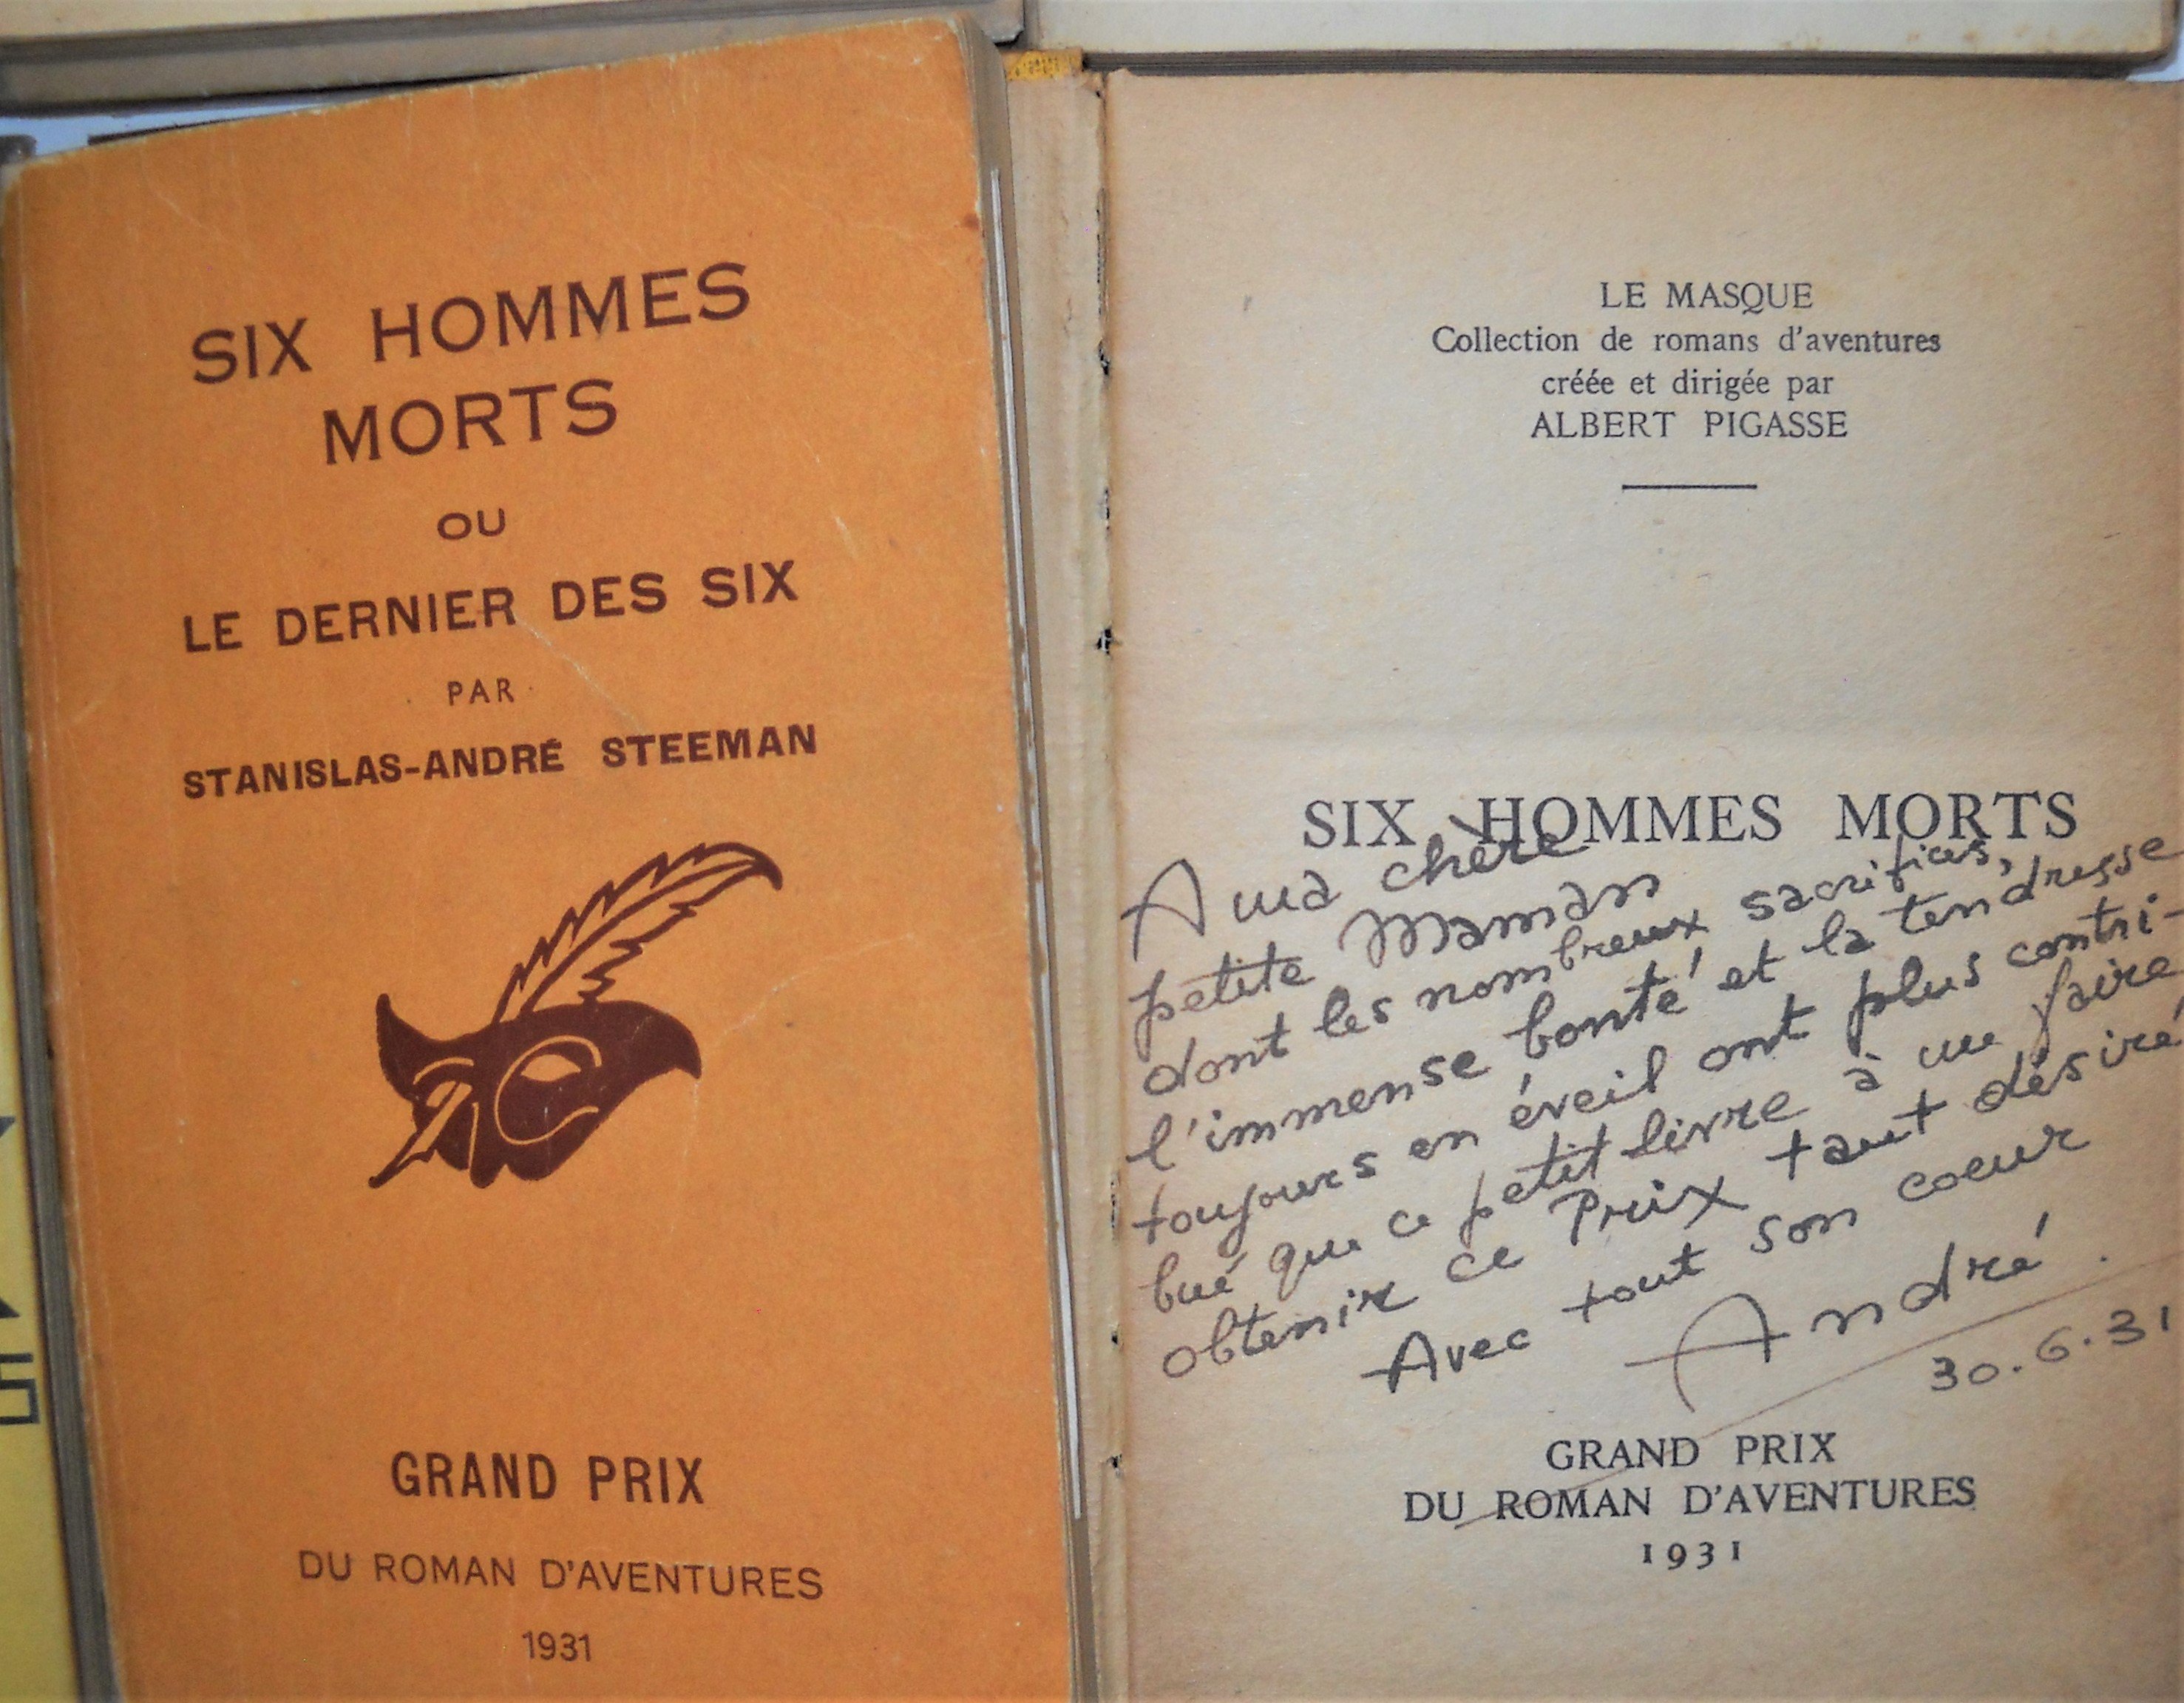 SIX HOMMES
MORTS
OU
LE DERNIER DES SIX
PAR
STANISLAS-ANDRÉ STEEMAN
GRAND PRIX
DU ROMAN D'AVENTURES
1931
LE MASQUE
Collection de romans d'aventures
créée et dirigée par
ALBERT PIGASSE
SIX HOMMES MORTS
A ma chère
petite Maman
dont les nombreux sacrifices,
l'immense bonté et la tendresse
toujours en éveil ont plus contri-
bué que ce petit livre à me faire
obtenir ce Prix tant désiré
Avec tout son coeur
André.
30.6.31
GRAND PRIX
DU ROMAN D'AVENTURES
1931